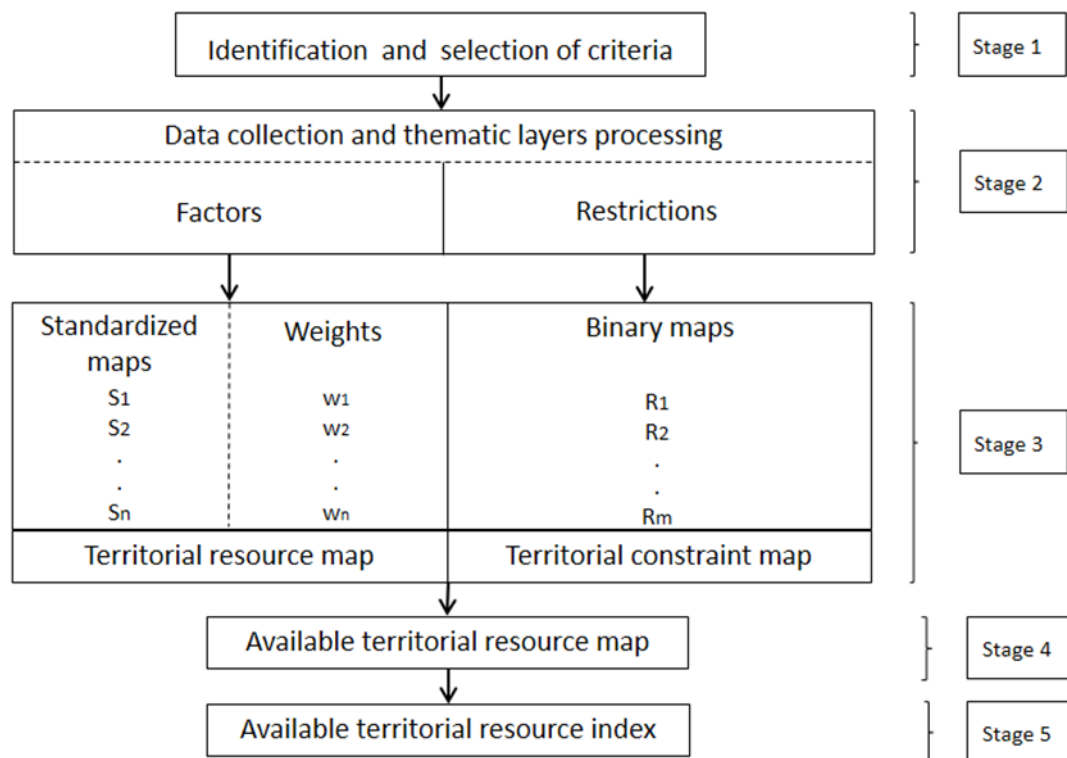 Identification and selection of criteria
Stage 1
Data collection and thematic layers processing
Factors
Restrictions
Stage 2
Standardized
maps
S1
S2
.
.
Sn
Weights
w1
w2
.
.
wn
Binary maps
R1
R2
.
.
Rm
Stage 3
Territorial resource map
Territorial constraint map
Available territorial resource map
Stage 4
Available territorial resource index
Stage 5